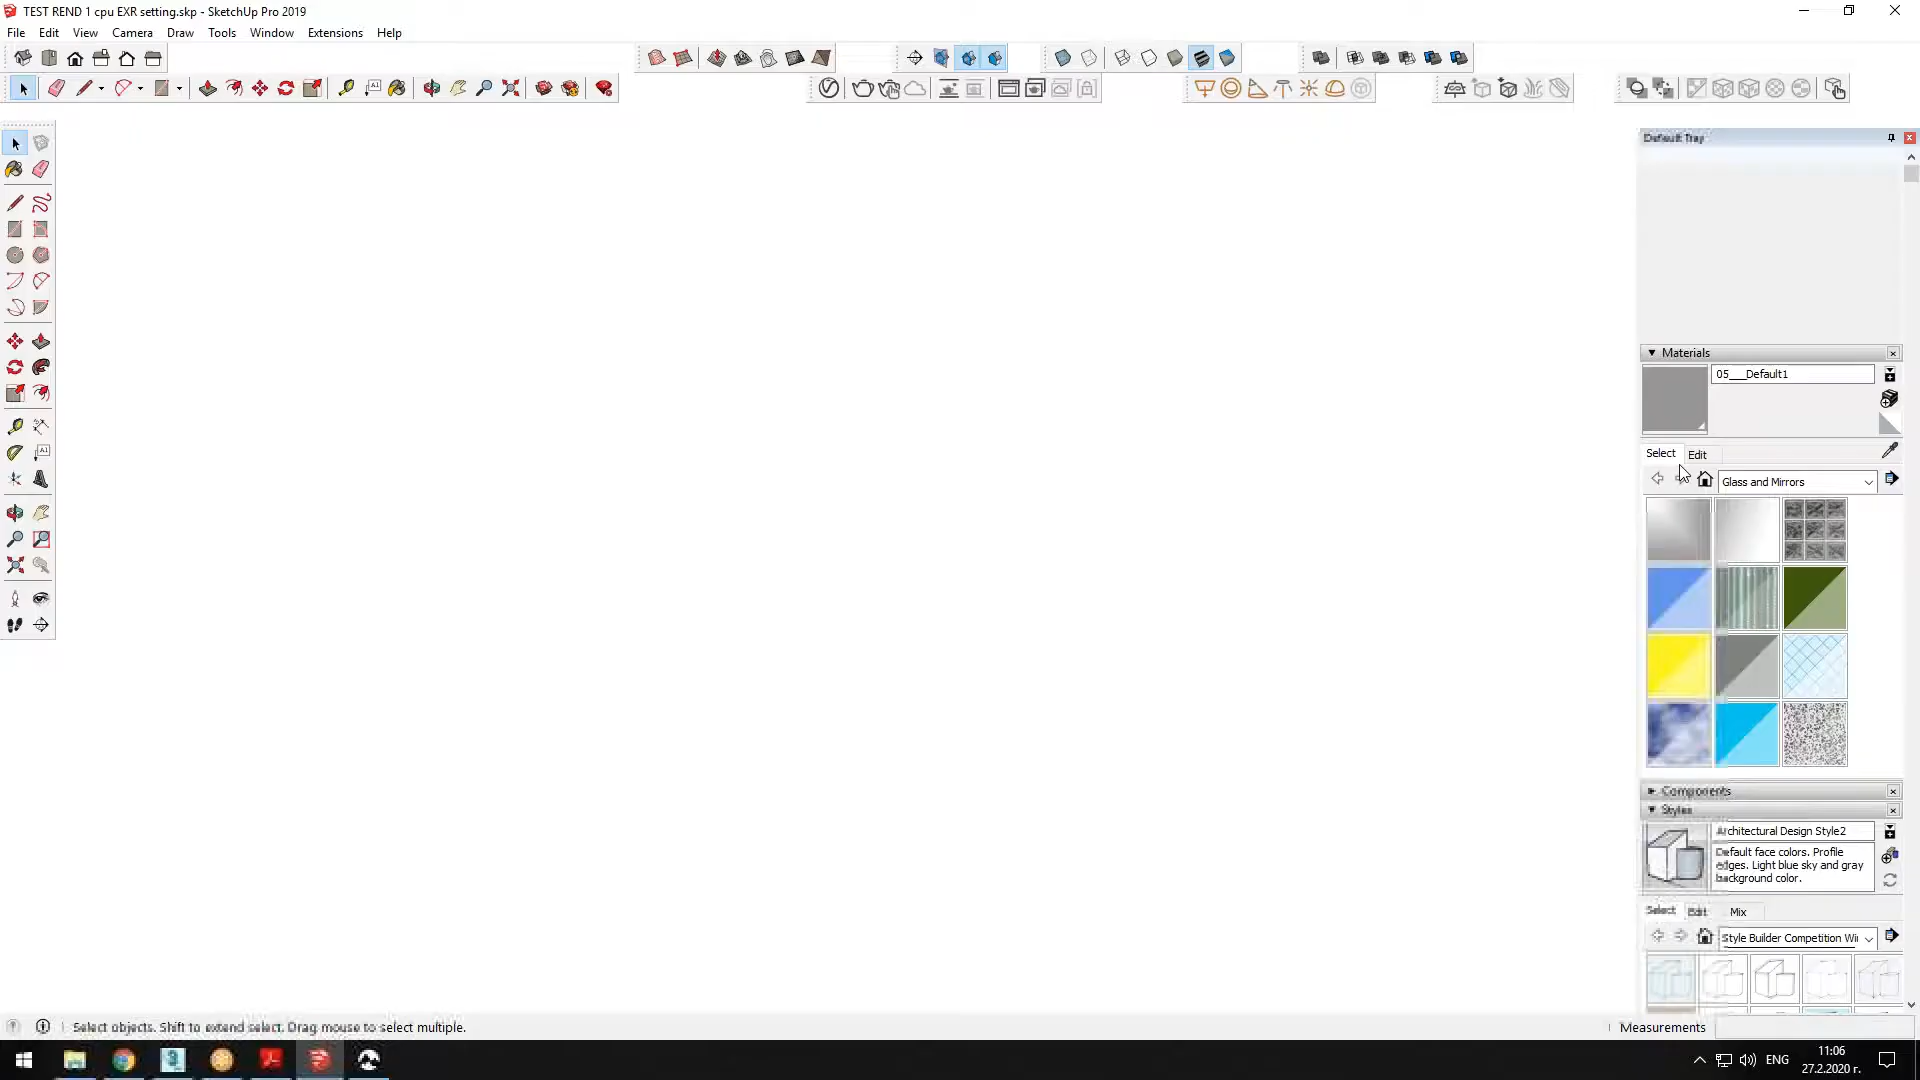 TEST REND 1 cpu EXR setting.skp - SketchUp Pro 2019
File Edit View Camera Draw Tools Window Extensions Help
Default Tray
Materials
05___Default1
Select Edit
Glass and Mirrors
Components
Styles
Architectural Design Style2
Default face colors. Profile
edges. Light blue sky and gray
background color.
Select Edit Mix
Style Builder Competition Wi
Select objects. Shift to extend select. Drag mouse to select multiple.
Measurements
ENG
11:06
27.2.2020 г.